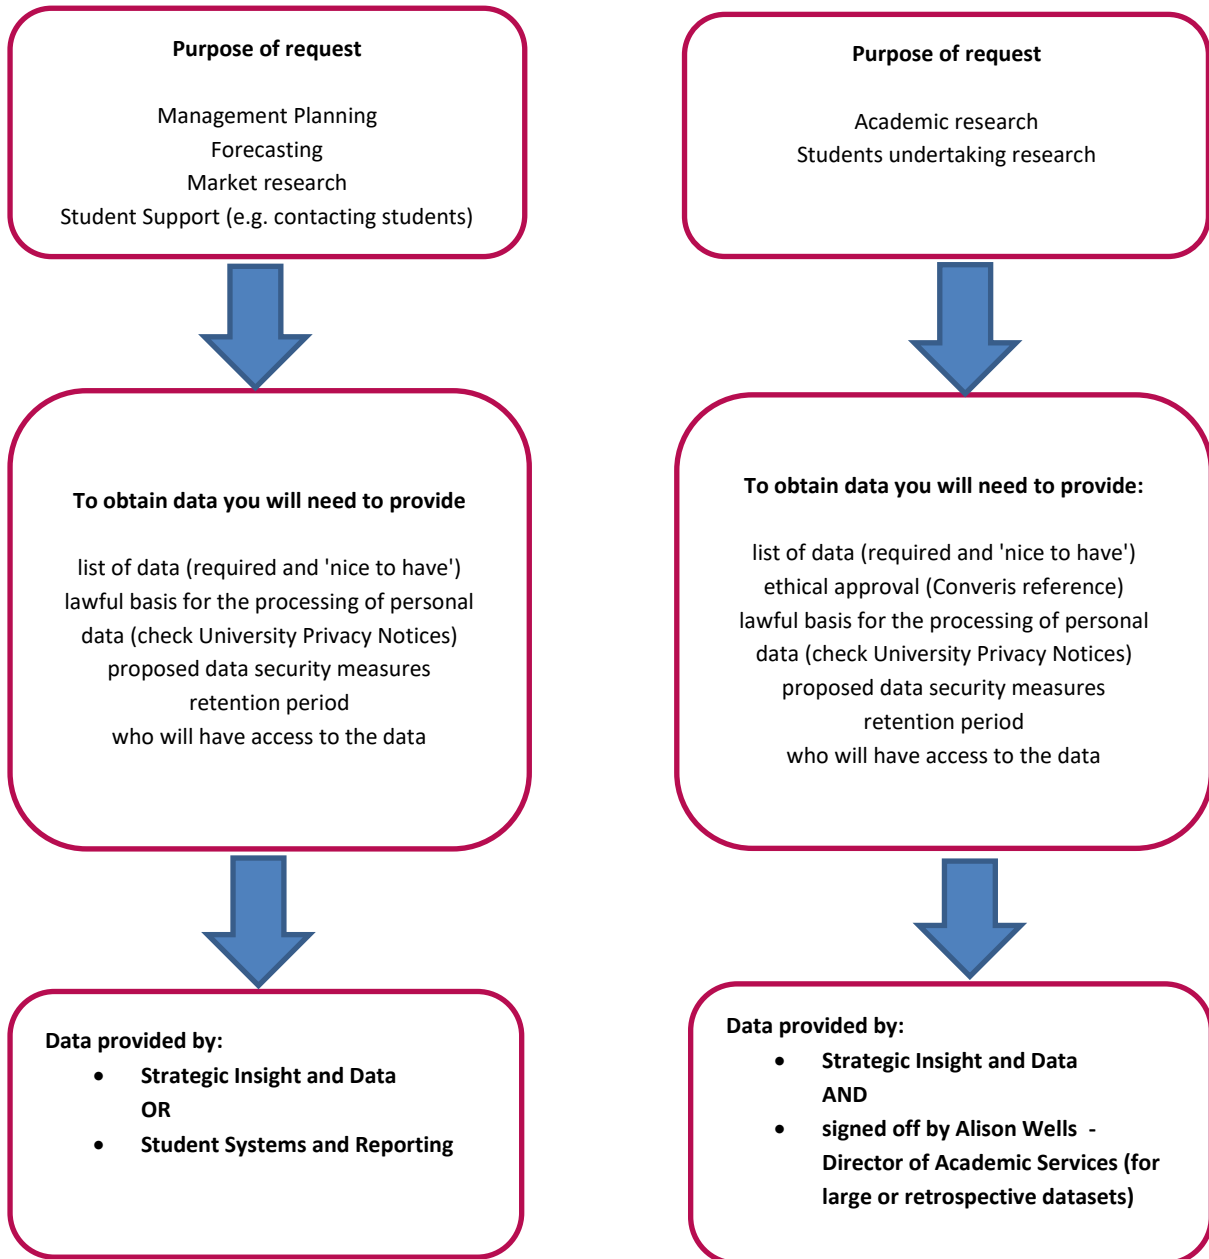 Purpose of request
Management Planning
Forecasting
Market research
Student Support (e.g. contacting students)
To obtain data you will need to provide
list of data (required and 'nice to have')
lawful basis for the processing of personal
data (check University Privacy Notices)
proposed data security measures
retention period
who will have access to the data
Data provided by:
• Strategic Insight and Data
OR
• Student Systems and Reporting
Purpose of request
Academic research
Students undertaking research
To obtain data you will need to provide:
list of data (required and 'nice to have')
ethical approval (Converis reference)
lawful basis for the processing of personal
data (check University Privacy Notices)
proposed data security measures
retention period
who will have access to the data
Data provided by:
• Strategic Insight and Data
AND
• signed off by Alison Wells -
Director of Academic Services (for
large or retrospective datasets)